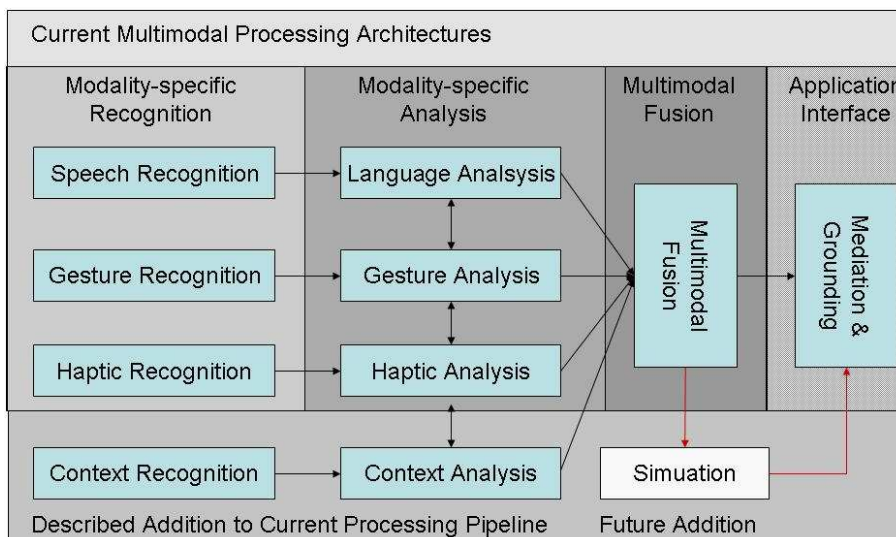 Current Multimodal Processing Architectures
Modality-specific
Recognition
Modality-specific
Analysis
Multimodal
Fusion
Application
Interface
Speech Recognition
Language Analsysis
Gesture Recognition
Gesture Analysis
Haptic Recognition
Haptic Analysis
Multimodal
Fusion
Mediation &
Grounding
Context Recognition
Context Analysis
Simuation
Described Addition to Current Processing Pipeline
Future Addition